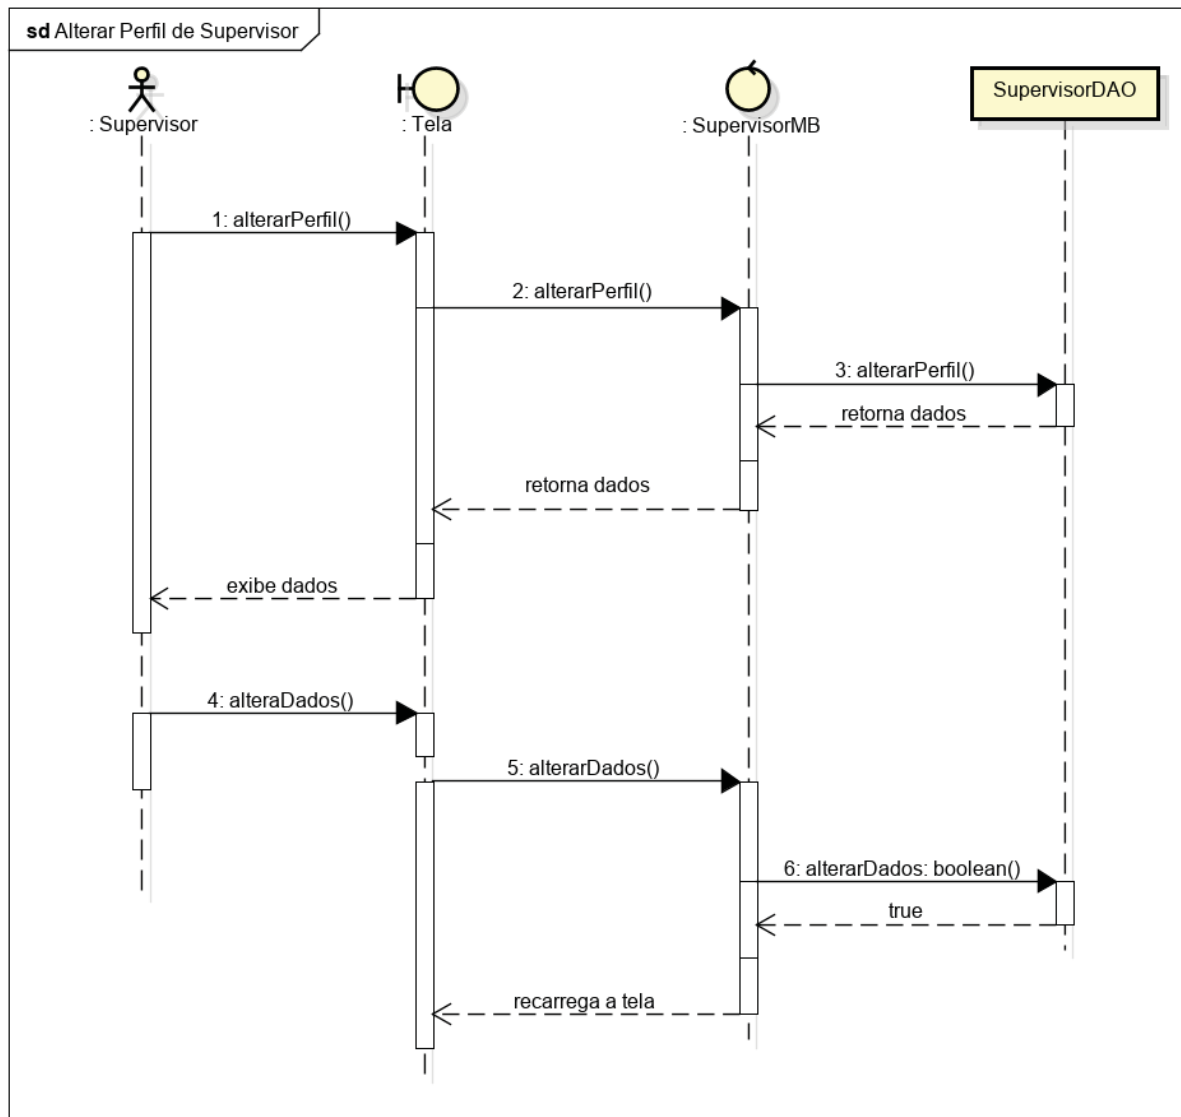 sd Alterar Perfil de Supervisor
: Supervisor
: Tela
: SupervisorMB
SupervisorDAO
1: alterarPerfil()
2: alterarPerfil()
3: alterarPerfil()
retorna dados
retorna dados
exibe dados
4: alteraDados()
5: alterarDados()
6: alterarDados: boolean()
true
recarrega a tela